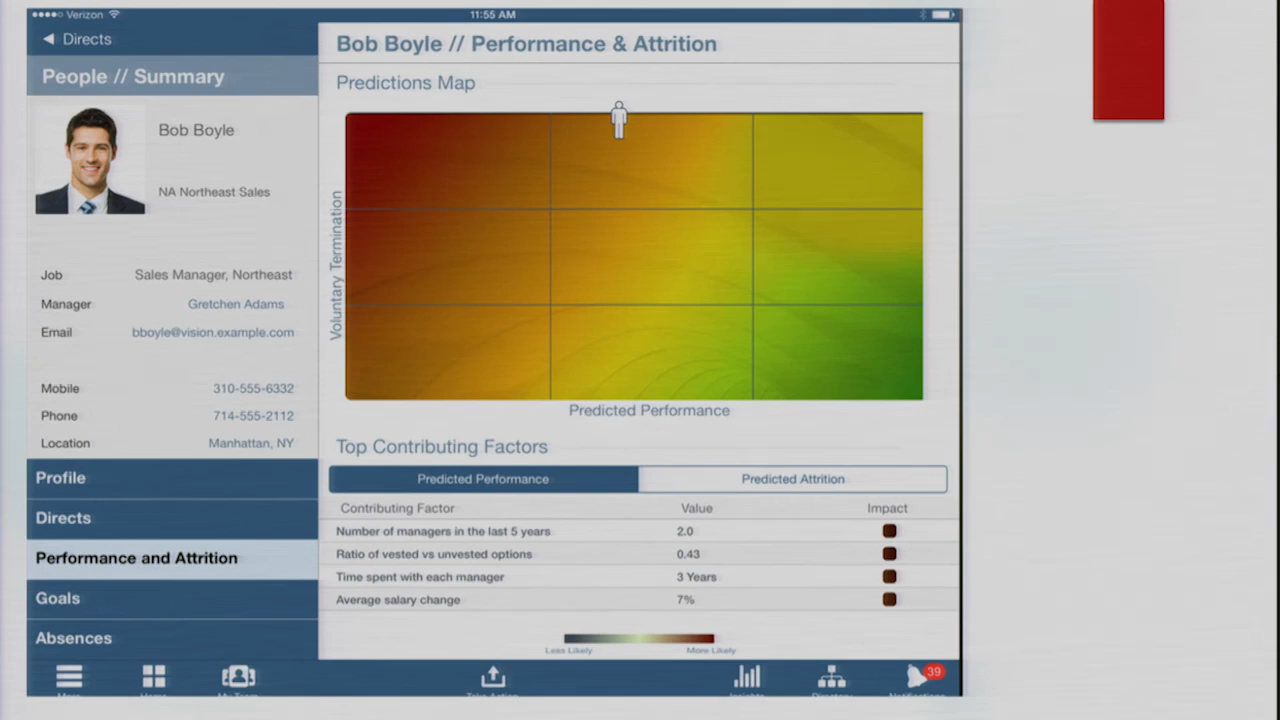 Verizon
11:55 AM
Directs
People // Summary
Bob Boyle
NA Northeast Sales
Job Sales Manager, Northeast
Manager Gretchen Adams
Email bboyle@vision.example.com
Mobile 310-555-6332
Phone 714-555-2112
Location Manhattan, NY
Profile
Directs
Performance and Attrition
Goals
Absences
Bob Boyle // Performance & Attrition
Predictions Map
Voluntary Termination
Predicted Performance
Top Contributing Factors
Predicted Performance Predicted Attrition
Contributing Factor Value Impact
Number of managers in the last 5 years 2.0
Ratio of vested vs unvested options 0.43
Time spent with each manager 3 Years
Average salary change 7%
Less Likely More Likely
39